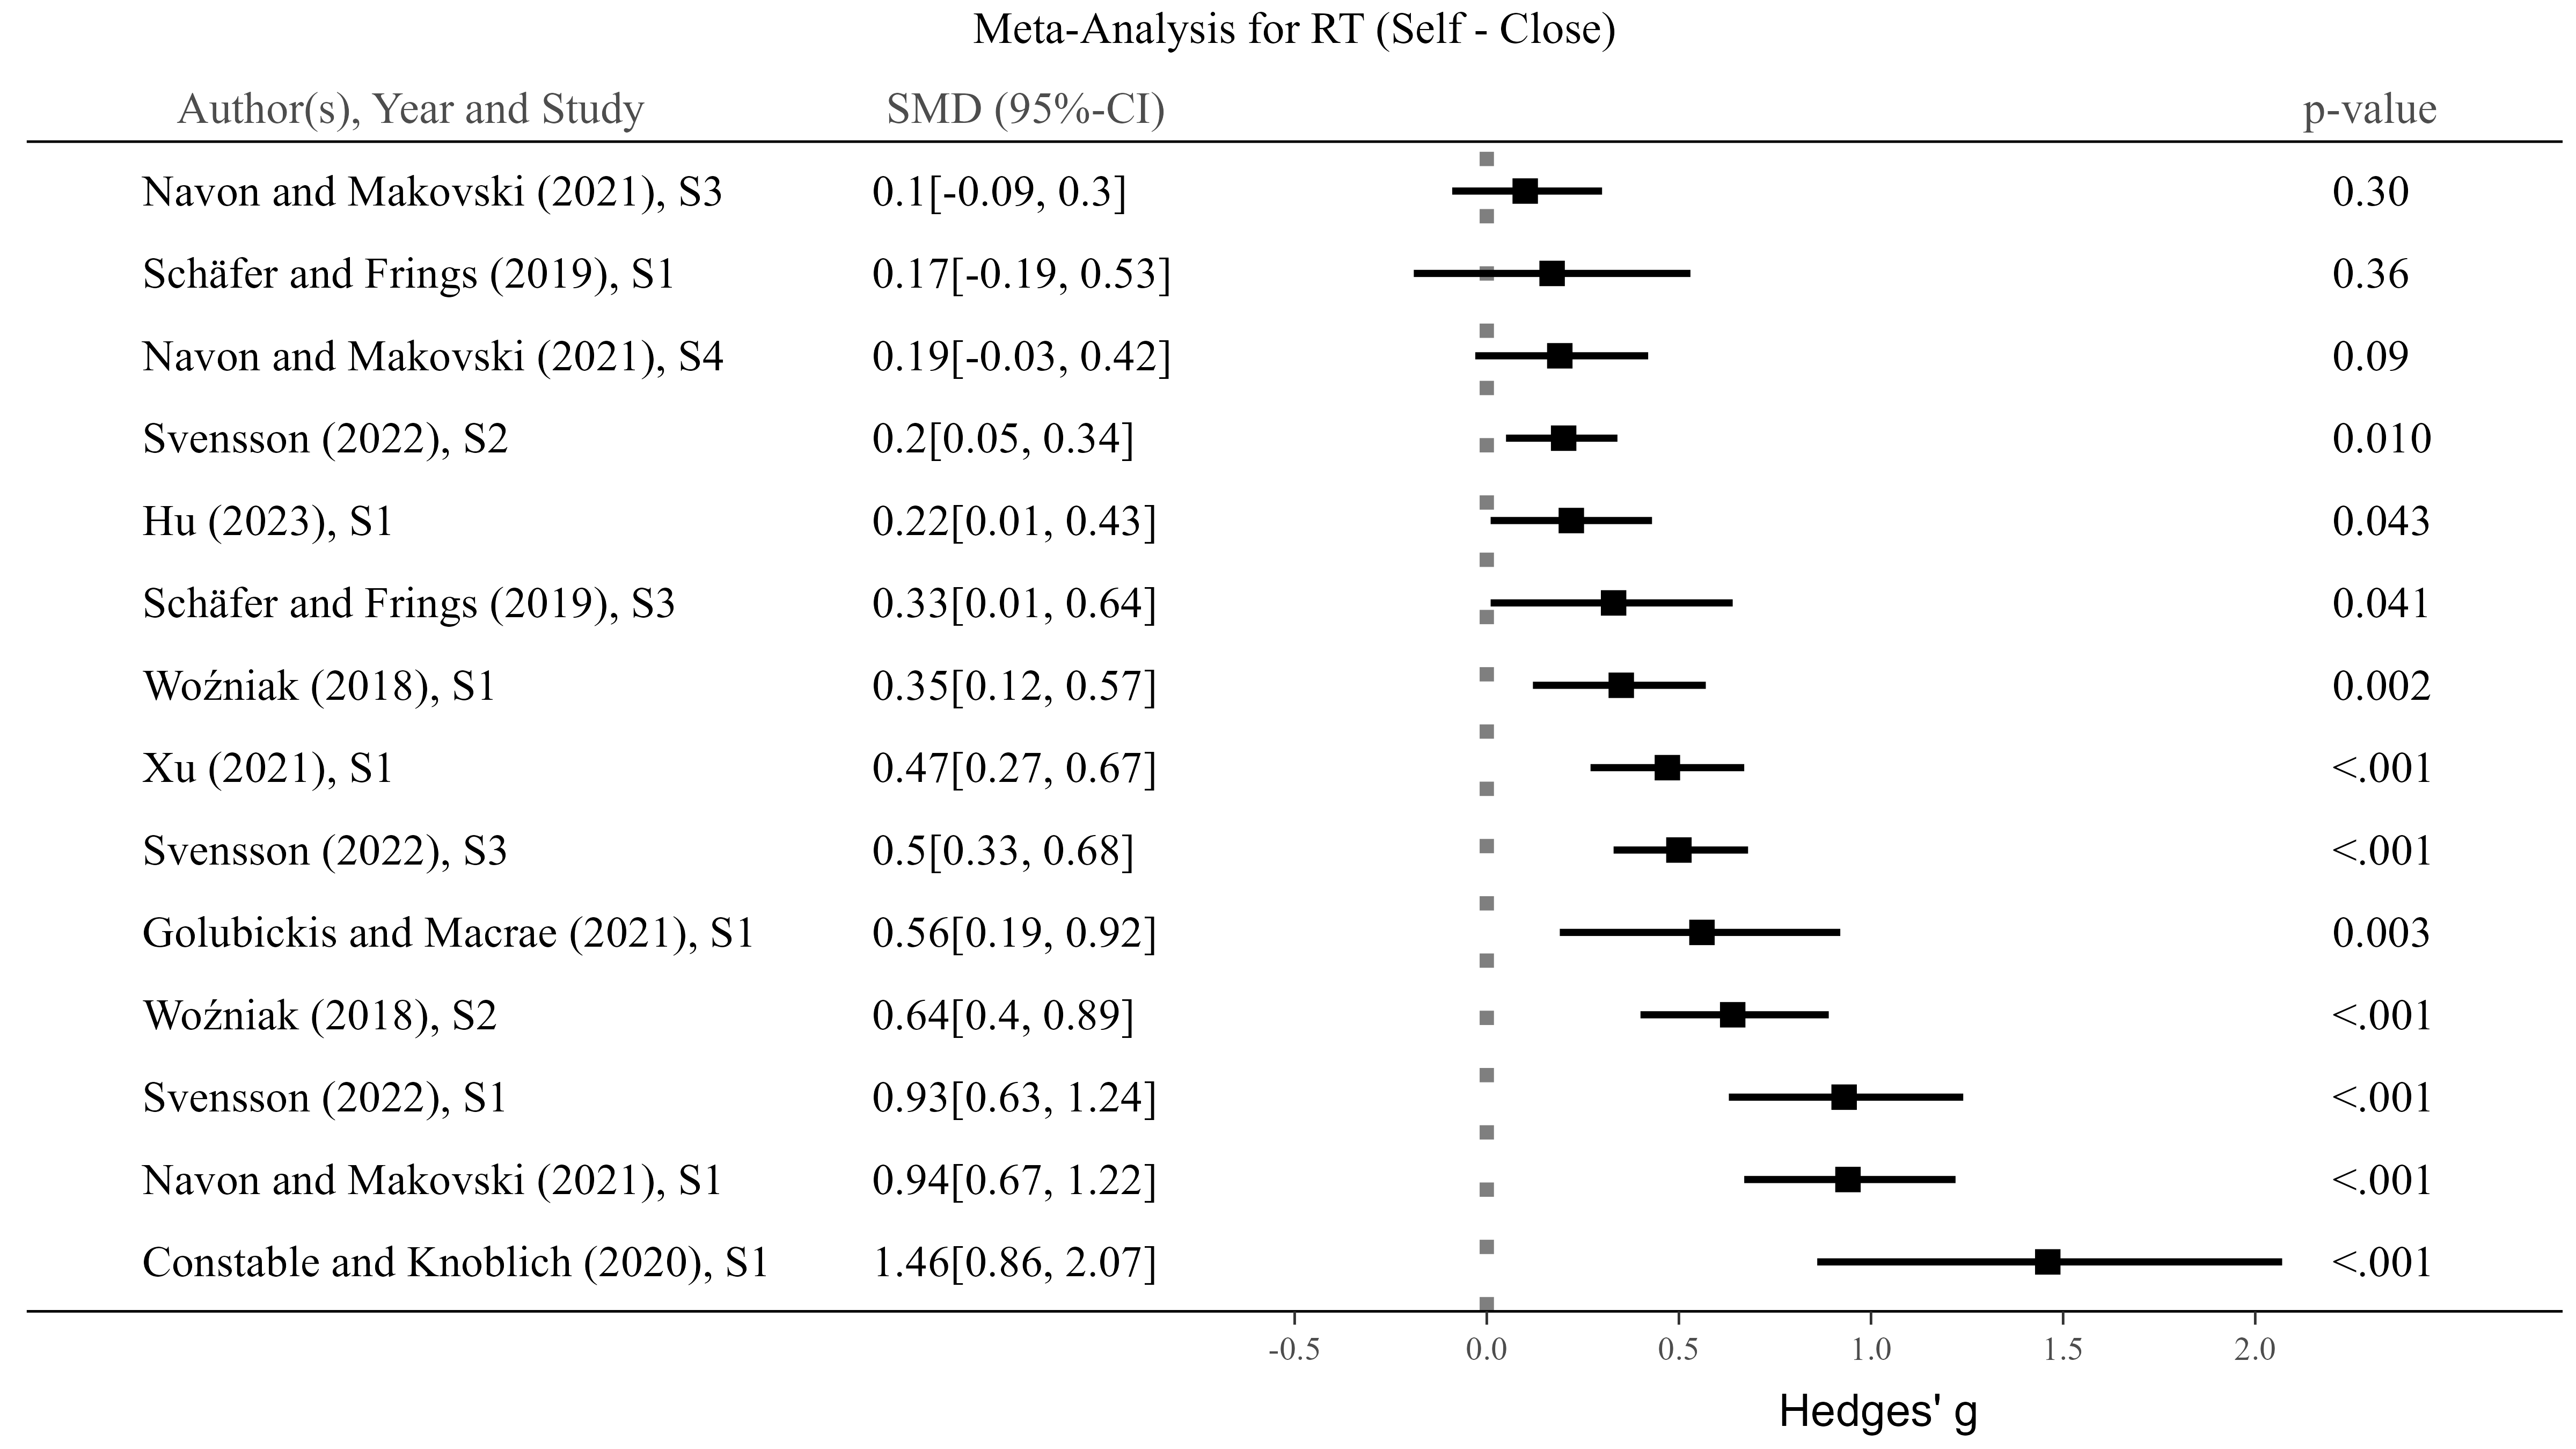 Meta-Analysis for RT (Self - Close)
Author(s), Year and Study SMD (95%-CI) p-value
Navon and Makovski (2021), S3 0.1[-0.09, 0.3] 0.30
Schäfer and Frings (2019), S1 0.17[-0.19, 0.53] 0.36
Navon and Makovski (2021), S4 0.19[-0.03, 0.42] 0.09
Svensson (2022), S2 0.2[0.05, 0.34] 0.010
Hu (2023), S1 0.22[0.01, 0.43] 0.043
Schäfer and Frings (2019), S3 0.33[0.01, 0.64] 0.041
Woźniak (2018), S1 0.35[0.12, 0.57] 0.002
Xu (2021), S1 0.47[0.27, 0.67] <.001
Svensson (2022), S3 0.5[0.33, 0.68] <.001
Golubickis and Macrae (2021), S1 0.56[0.19, 0.92] 0.003
Woźniak (2018), S2 0.64[0.4, 0.89] <.001
Svensson (2022), S1 0.93[0.63, 1.24] <.001
Navon and Makovski (2021), S1 0.94[0.67, 1.22] <.001
Constable and Knoblich (2020), S1 1.46[0.86, 2.07] <.001
-0.5 0.0 0.5 1.0 1.5 2.0
Hedges' g